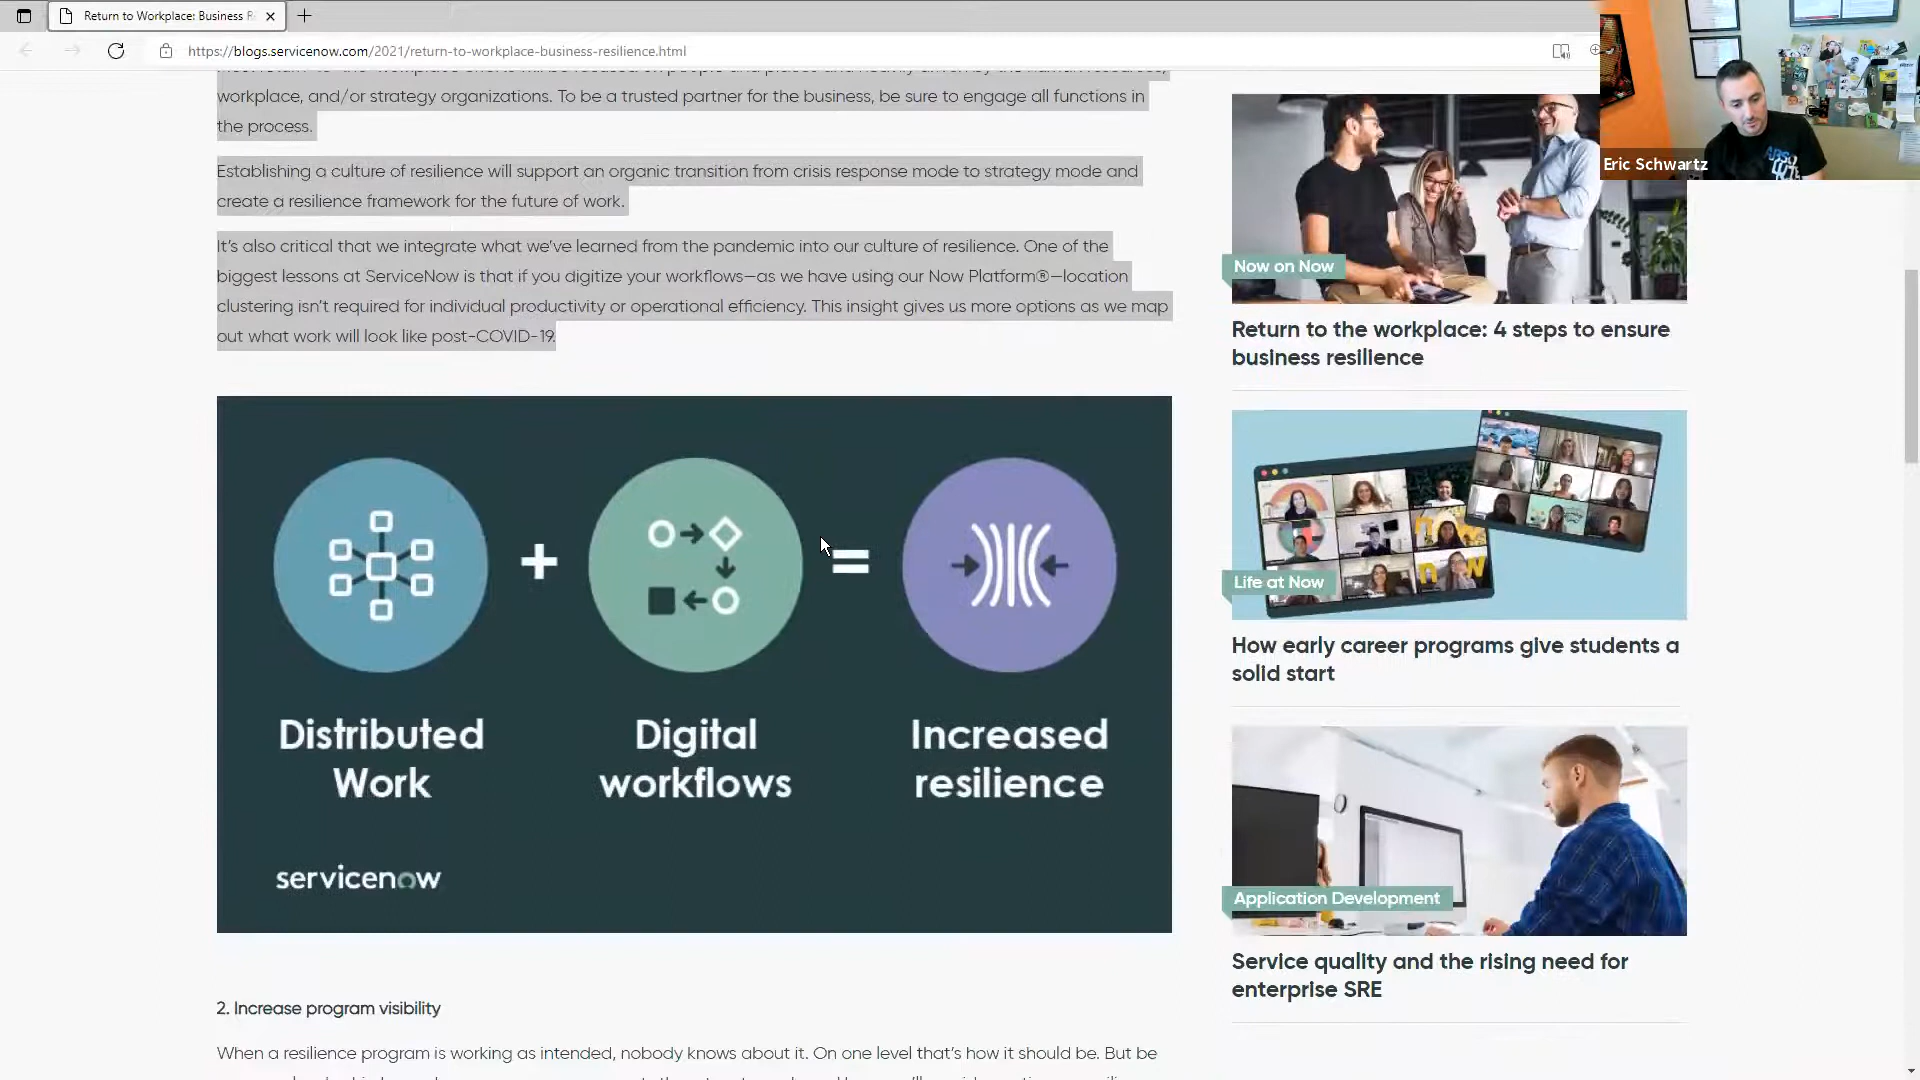 Return to Workplace: Business R
https://blogs.servicenow.com/2021/return-to-workplace-business-resilience.html
workplace, and/or strategy organizations. To be a trusted partner for the business, be sure to engage all functions in
the process.
Establishing a culture of resilience will support an organic transition from crisis response mode to strategy mode and
create a resilience framework for the future of work.
It's also critical that we integrate what we've learned from the pandemic into our culture of resilience. One of the
biggest lessons at ServiceNow is that if you digitize your workflows—as we have using our Now Platform®—location
clustering isn't required for individual productivity or operational efficiency. This insight gives us more options as we map
out what work will look like post-COVID-19.
Distributed
Work
+
Digital
workflows
=
Increased
resilience
servicenow
2. Increase program visibility
When a resilience program is working as intended, nobody knows about it. On one level that's how it should be. But be
Eric Schwartz
Now on Now
Return to the workplace: 4 steps to ensure
business resilience
Life at Now
How early career programs give students a
solid start
Application Development
Service quality and the rising need for
enterprise SRE